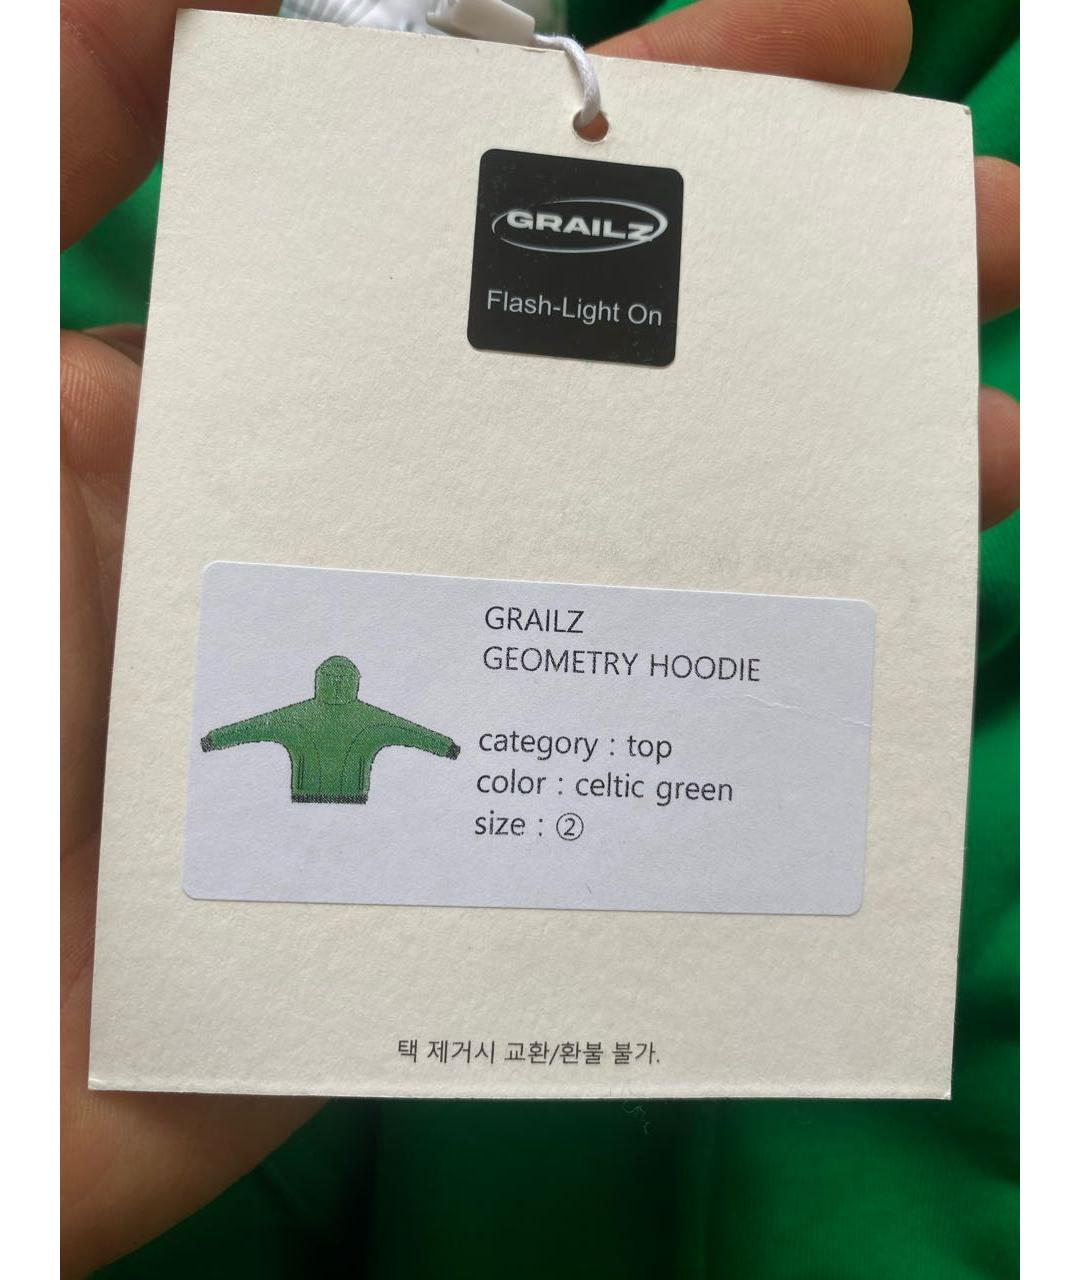 GRAILZ
Flash-Light On
GRAILZ
GEOMETRY HOODIE
category : top
color : celtic green
size : ②
택 제거시 교환/환불 불가.